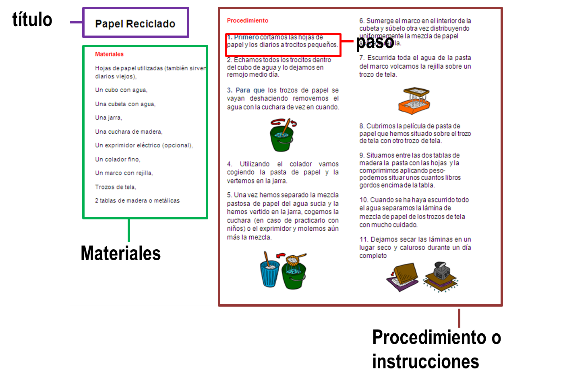 título
Papel Reciclado
Materiales
Hojas de papel utilizadas (también sirven
diarios viejos),
Un cubo con agua,
Una cubeta con agua,
Una jarra,
Una cuchara de madera,
Un exprimidor eléctrico (opcional),
Un colador fino,
Un marco con rejilla,
Trozos de tela,
2 tablas de madera o metálicas
Materiales
Procedimiento
1. Primero cortamos las hojas de
papel y los diarios a trocitos pequeños.
paso
2. Echamos todos los trocitos dentro
del cubo de agua y lo dejamos en
remojo medio día.
3. Para que los trozos de papel se
vayan deshaciendo removemos el
agua con la cuchara de vez en cuando.
4. Utilizando el colador vamos
cogiendo la pasta de papel y la
vertemos en la jarra.
5. Una vez hemos separado la mezcla
pastosa de papel del agua sucia y la
hemos vertido en la jarra, cogemos la
cuchara (en caso de practicarlo con
niños) o el exprimidor y molemos aún
más la mezcla.
6. Sumerge el marco en el interior de la
cubeta y súbelo otra vez distribuyendo
uniformemente la mezcla de papel
7. Escurrida toda el agua de la pasta
del marco volcamos la rejilla sobre un
trozo de tela.
8. Cubrimos la película de pasta de
papel que hemos situado sobre el trozo
de tela con otro trozo de tela.
9. Situamos entre las dos tablas de
madera la pasta con las hojas y la
comprimimos aplicando peso-
podemos situar unos cuantos libros
gordos encima de la tabla.
10. Cuando se ha haya escurrido todo
el agua separamos la lámina de
mezcla de papel de los trozos de tela
con mucho cuidado.
11. Dejamos secar las láminas en un
lugar seco y caluroso durante un día
completo
Procedimiento o
instrucciones